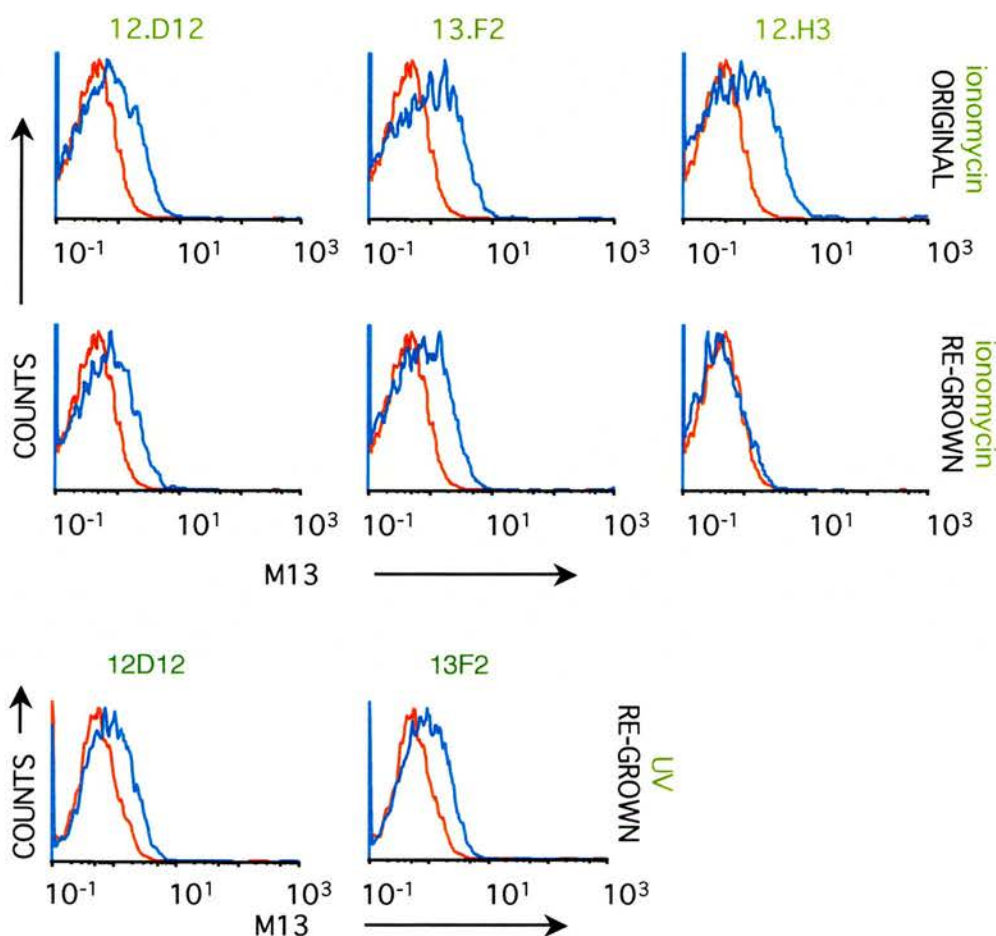 12.D12 13.F2 12.H3
ionomycin
ORIGINAL
10-1 101 103 10-1 101 103 10-1 101 103
COUNTS
ionomycin
RE-GROWN
10-1 101 103 10-1 101 103 10-1 101 103
M13
12D12 13F2
COUNTS
UV
RE-GROWN
10-1 101 103 10-1 101 103
M13